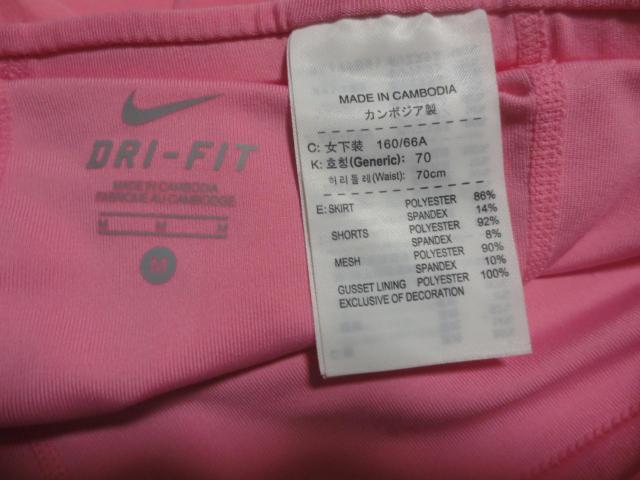 DRI-FIT
MADE IN CAMBODIA
FABRIQUE AU CAMBODGE
M M M
M
MADE IN CAMBODIA
カンボジア製
C: 女下装 160/66A
K: 호칭(Generic): 70
허리둘레(Waist): 70cm
E: SKIRT POLYESTER 86%
SPANDEX 14%
SHORTS POLYESTER 92%
SPANDEX 8%
MESH POLYESTER 90%
SPANDEX 10%
GUSSET LINING POLYESTER 100%
EXCLUSIVE OF DECORATION